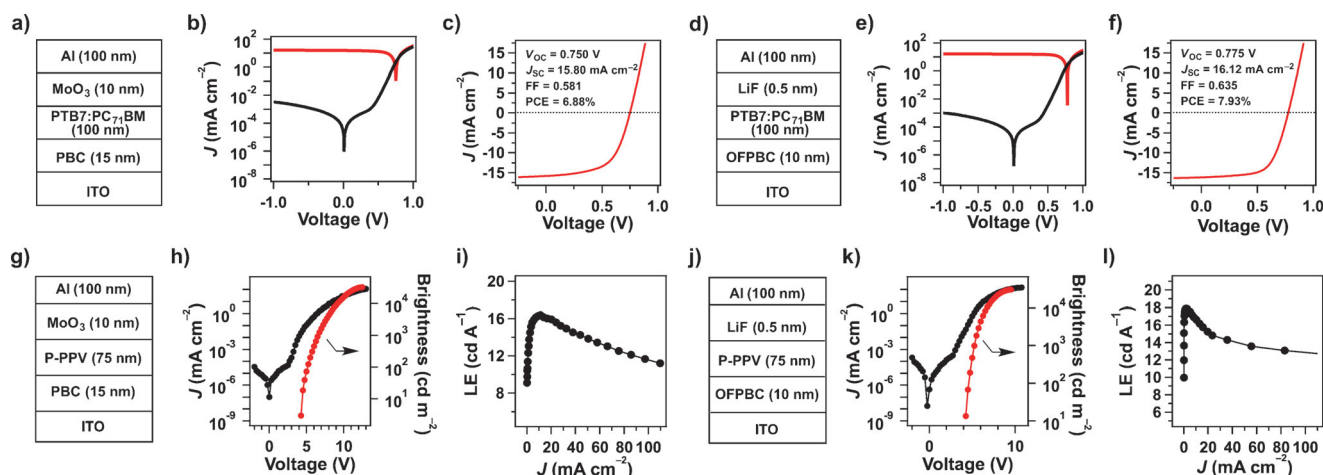 a)
Al (100 nm)
MoO3 (10 nm)
PTB7:PC71BM
(100 nm)
PBC (15 nm)
ITO
b)
J (mA cm−2)
10^2
10^0
10^-2
10^-4
10^-6
10^-8
-1.0
0.0
1.0
Voltage (V)
c)
J (mA cm−2)
15
10
5
0
-5
-10
-15
VOC = 0.750 V
JSC = 15.80 mA cm−2
FF = 0.581
PCE = 6.88%
0.0
1.0
Voltage (V)
d)
Al (100 nm)
LiF (0.5 nm)
PTB7:PC71BM
(100 nm)
OFPBC (10 nm)
ITO
e)
J (mA cm−2)
10^2
10^0
10^-2
10^-4
10^-6
10^-8
-1.0
-0.5
0.0
0.5
1.0
Voltage (V)
f)
J (mA cm−2)
15
10
5
0
-5
-10
-15
VOC = 0.775 V
JSC = 16.12 mA cm−2
FF = 0.635
PCE = 7.93%
0.0
1.0
Voltage (V)
g)
Al (100 nm)
MoO3 (10 nm)
P-PPV (75 nm)
PBC (15 nm)
ITO
h)
J (mA cm−2)
10^0
10^-3
10^-6
10^-9
0
5
10
Voltage (V)
10^4
10^3
10^2
10^1
Brightness (cd m−2)
i)
LE (cd A−1)
20
16
12
8
0
20
40
60
80
100
J (mA cm−2)
j)
Al (100 nm)
LiF (0.5 nm)
P-PPV (75 nm)
OFPBC (10 nm)
ITO
k)
J (mA cm−2)
10^0
10^-3
10^-6
10^-9
0
5
10
Voltage (V)
10^4
10^3
10^2
10^1
Brightness (cd m−2)
l)
LE (cd A−1)
20
18
16
14
12
10
8
6
0
20
40
60
80
100
J (mA cm−2)